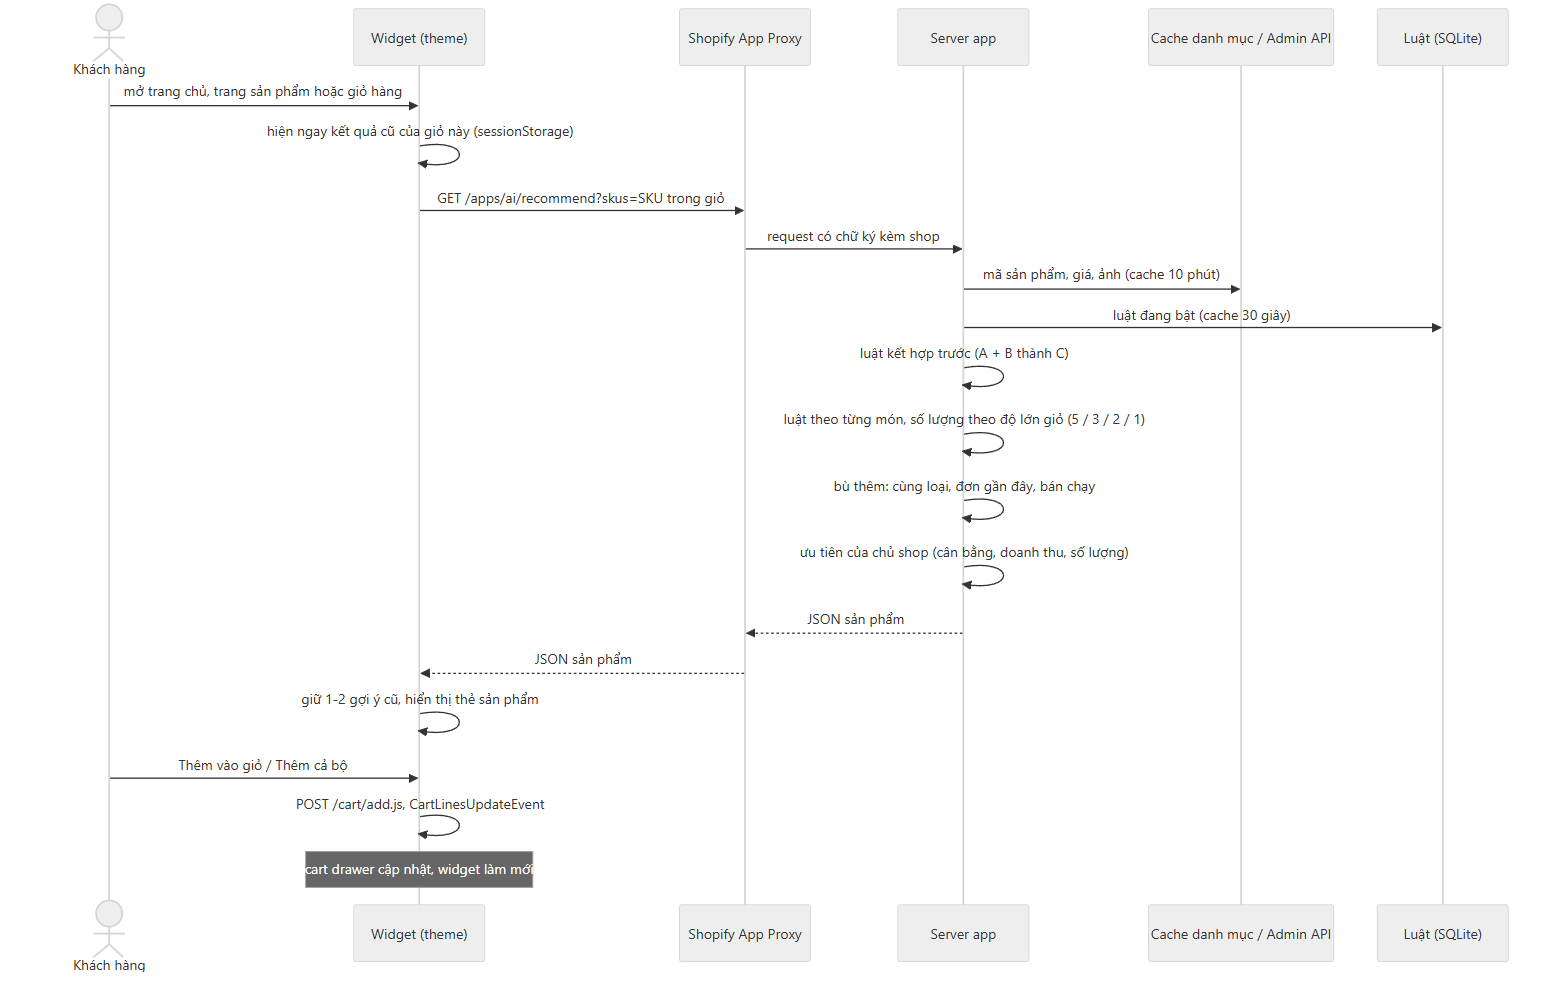 Khách hàng
Widget (theme)
Shopify App Proxy
Server app
Cache danh mục / Admin API
Luật (SQLite)
mở trang chủ, trang sản phẩm hoặc giỏ hàng
hiện ngay kết quả cũ của giỏ này (sessionStorage)
GET /apps/ai/recommend?skus=SKU trong giỏ
request có chữ ký kèm shop
mã sản phẩm, giá, ảnh (cache 10 phút)
luật đang bật (cache 30 giây)
luật kết hợp trước (A + B thành C)
luật theo từng món, số lượng theo độ lớn giỏ (5 / 3 / 2 / 1)
bù thêm: cùng loại, đơn gần đây, bán chạy
ưu tiên của chủ shop (cân bằng, doanh thu, số lượng)
JSON sản phẩm
JSON sản phẩm
giữ 1-2 gợi ý cũ, hiển thị thẻ sản phẩm
Thêm vào giỏ / Thêm cả bộ
POST /cart/add.js, CartLinesUpdateEvent
cart drawer cập nhật, widget làm mới
Khách hàng
Widget (theme)
Shopify App Proxy
Server app
Cache danh mục / Admin API
Luật (SQLite)